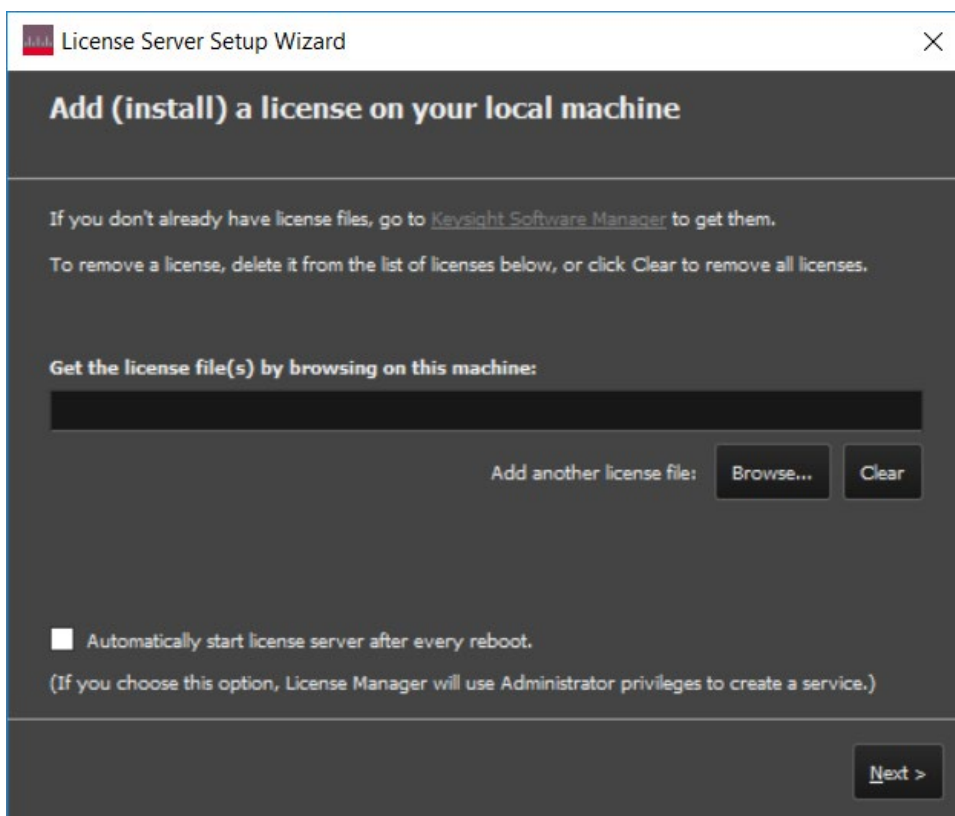 License Server Setup Wizard
Add (install) a license on your local machine
If you don't already have license files, go to Keysight Software Manager to get them.
To remove a license, delete it from the list of licenses below, or click Clear to remove all licenses.
Get the license file(s) by browsing on this machine:
Add another license file: Browse... Clear
Automatically start license server after every reboot.
(If you choose this option, License Manager will use Administrator privileges to create a service.)
Next >